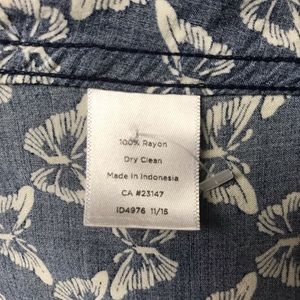 100% Rayon
Dry Clean
Made in Indonesia
CA #23147
ID4976 11/15